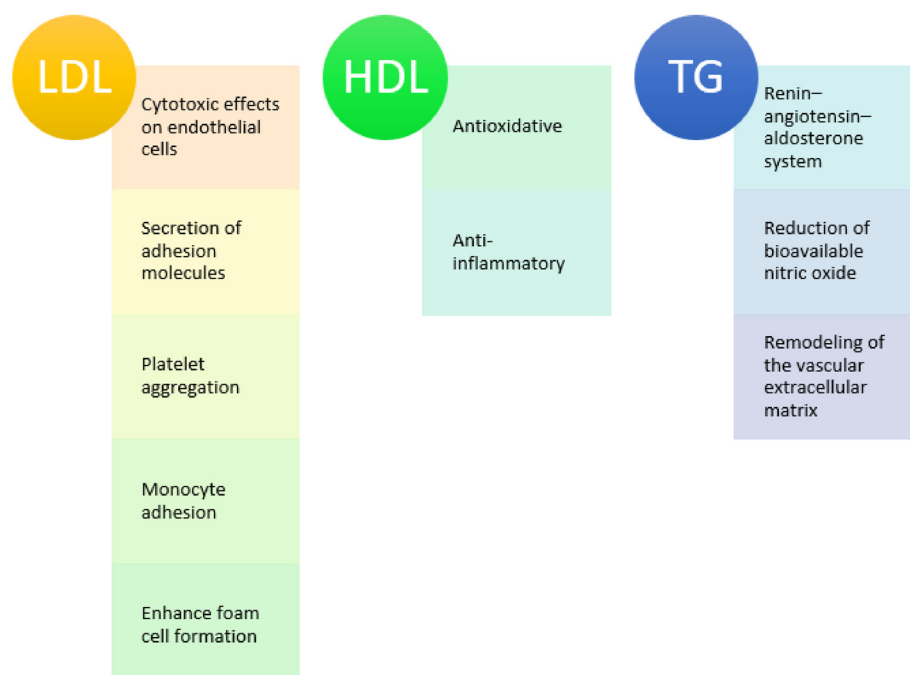 LDL
Cytotoxic effects
on endothelial
cells
Secretion of
adhesion
molecules
Platelet
aggregation
Monocyte
adhesion
Enhance foam
cell formation
HDL
Antioxidative
Anti-
inflammatory
TG
Renin–
angiotensin–
aldosterone
system
Reduction of
bioavailable
nitric oxide
Remodeling of
the vascular
extracellular
matrix